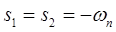 s₁ = s₂ = −ωₙ